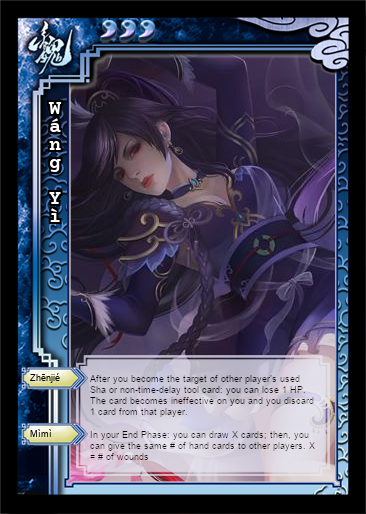 魏
Wáng Yì
Zhēnjié
After you become the target of other player's used
Sha or non-time-delay tool card: you can lose 1 HP.
The card becomes ineffective on you and you discard
1 card from that player.
Mìmì
In your End Phase: you can draw X cards; then, you
can give the same # of hand cards to other players. X
= # of wounds